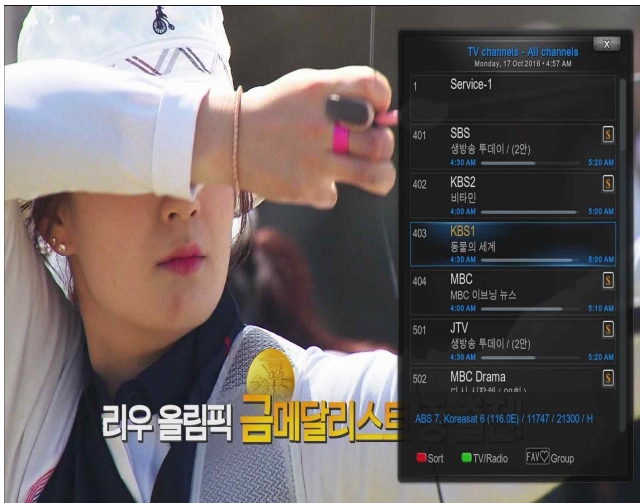 X
TV channels - All channels
Monday, 17 Oct 2016 • 4:57 AM
1 Service-1
401 SBS S
생방송 투데이 / (2안)
4:30 AM 5:20 AM
402 KBS2 S
비타민
4:00 AM 5:00 AM
403 KBS1
동물의 세계
4:30 AM 5:00 AM
404 MBC S
MBC 이브닝 뉴스
4:00 AM 5:10 AM
501 JTV S
생방송 투데이 / (2안)
4:30 AM 5:20 AM
502 MBC Drama S
ABS 7, Koreasat 6 (116.0E) / 11747 / 21300 / H
Sort TV/Radio FAV♡ Group
리우 올림픽 금메달리스트